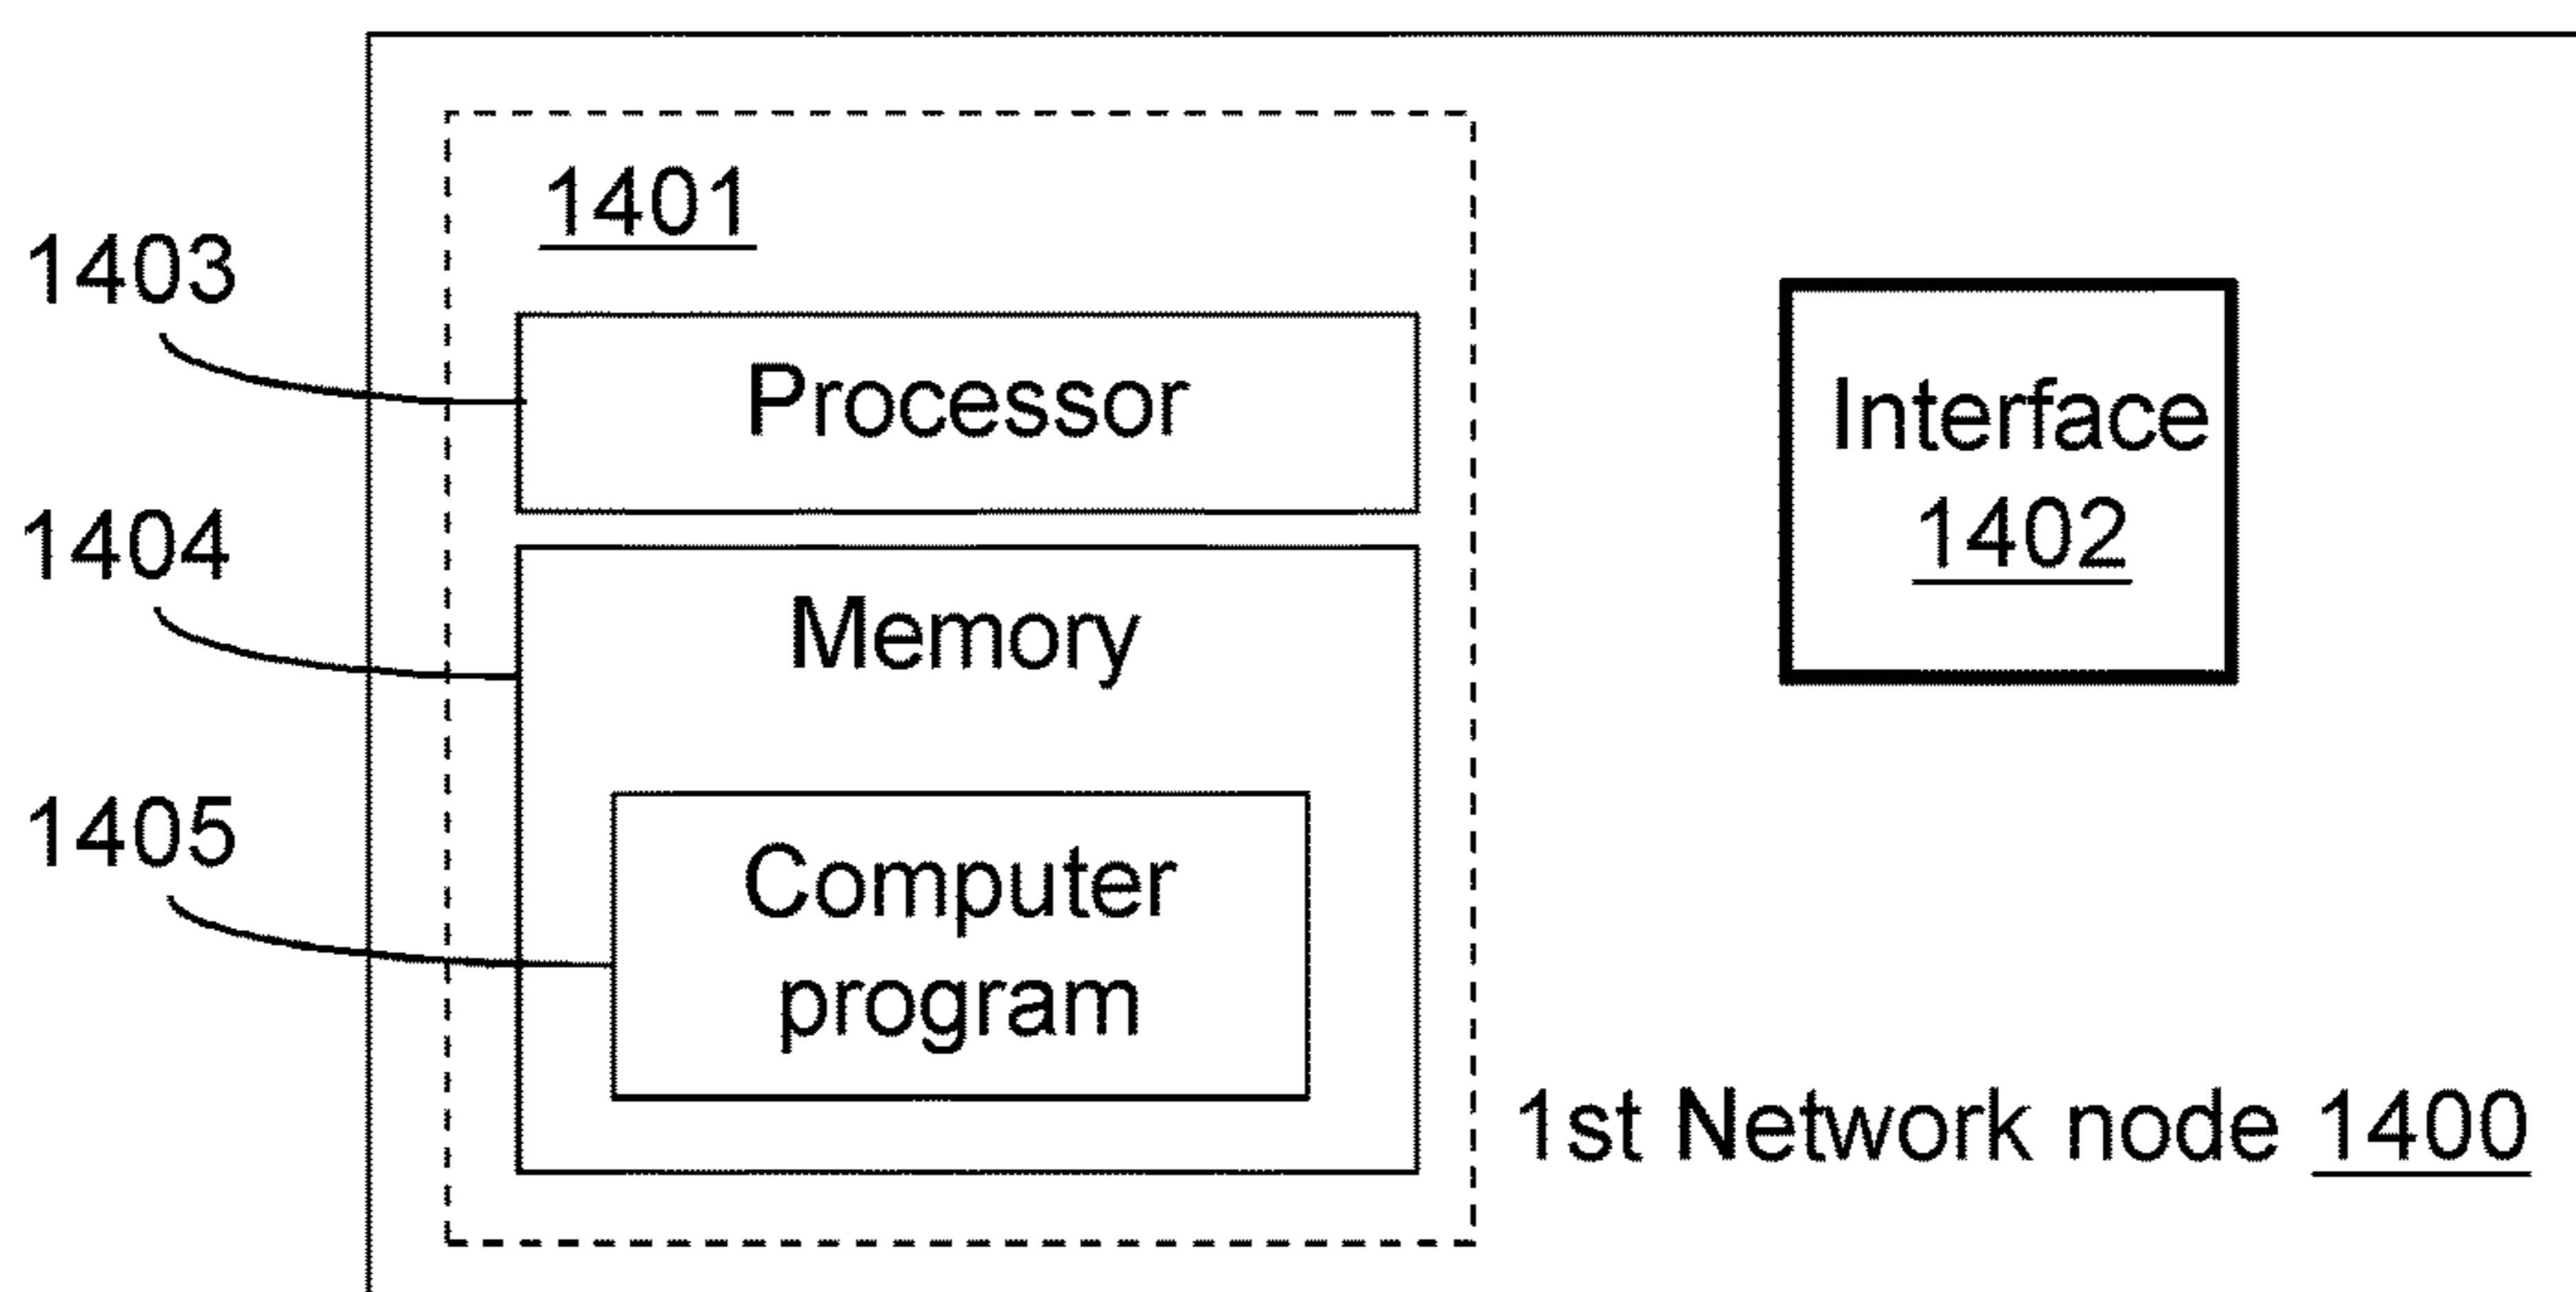 1401
1403
Processor
Interface
1402
1404
Memory
1405
Computer
program
1st Network node 1400